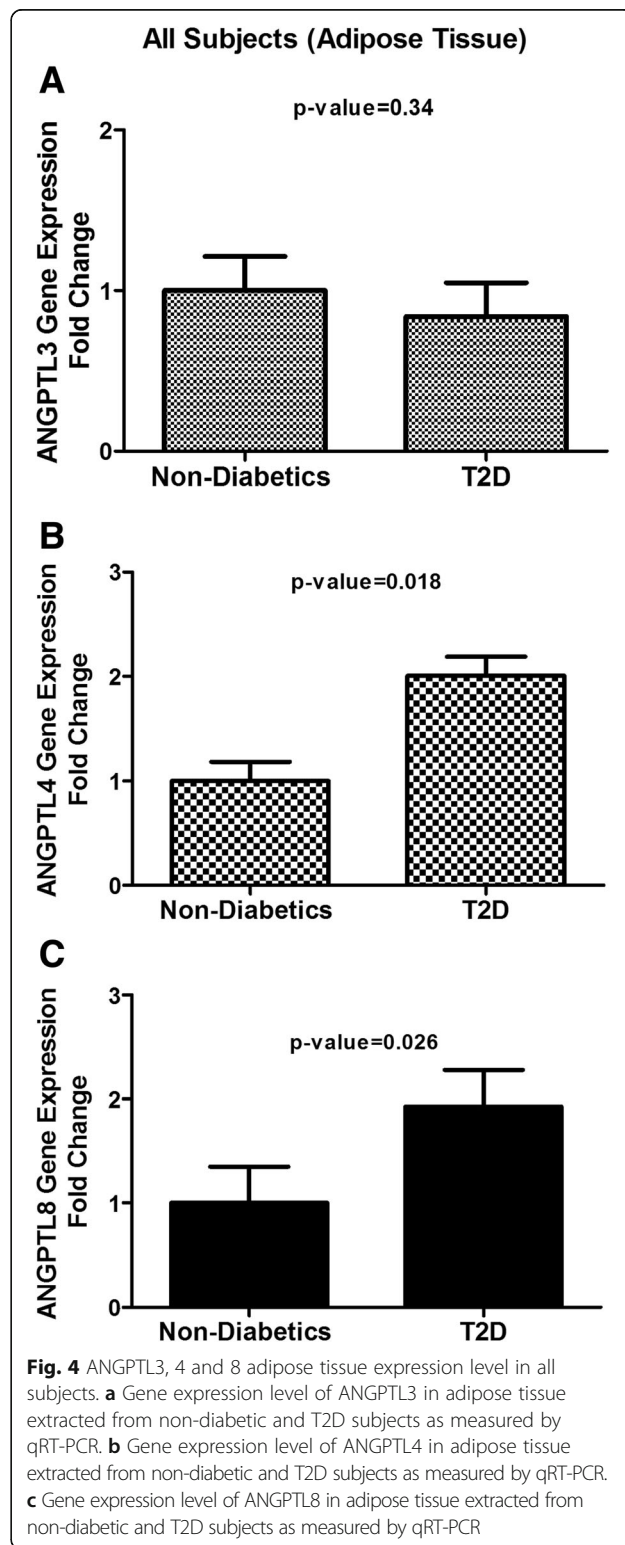 All Subjects (Adipose Tissue)
A
p-value=0.34
ANGPTL3 Gene Expression
Fold Change
2
1
0
Non-Diabetics T2D
B
p-value=0.018
ANGPTL4 Gene Expression
Fold Change
3
2
1
0
Non-Diabetics T2D
C
p-value=0.026
ANGPTL8 Gene Expression
Fold Change
3
2
1
0
Non-Diabetics T2D
Fig. 4 ANGPTL3, 4 and 8 adipose tissue expression level in all
subjects. a Gene expression level of ANGPTL3 in adipose tissue
extracted from non-diabetic and T2D subjects as measured by
qRT-PCR. b Gene expression level of ANGPTL4 in adipose tissue
extracted from non-diabetic and T2D subjects as measured by qRT-PCR.
c Gene expression level of ANGPTL8 in adipose tissue extracted from
non-diabetic and T2D subjects as measured by qRT-PCR